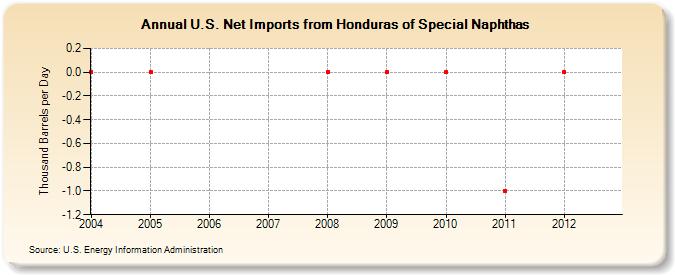 Annual U.S. Net Imports from Honduras of Special Naphthas
Thousand Barrels per Day
0.2
0.0
-0.2
-0.4
-0.6
-0.8
-1.0
-1.2
2004 2005 2006 2007 2008 2009 2010 2011 2012
Source: U.S. Energy Information Administration